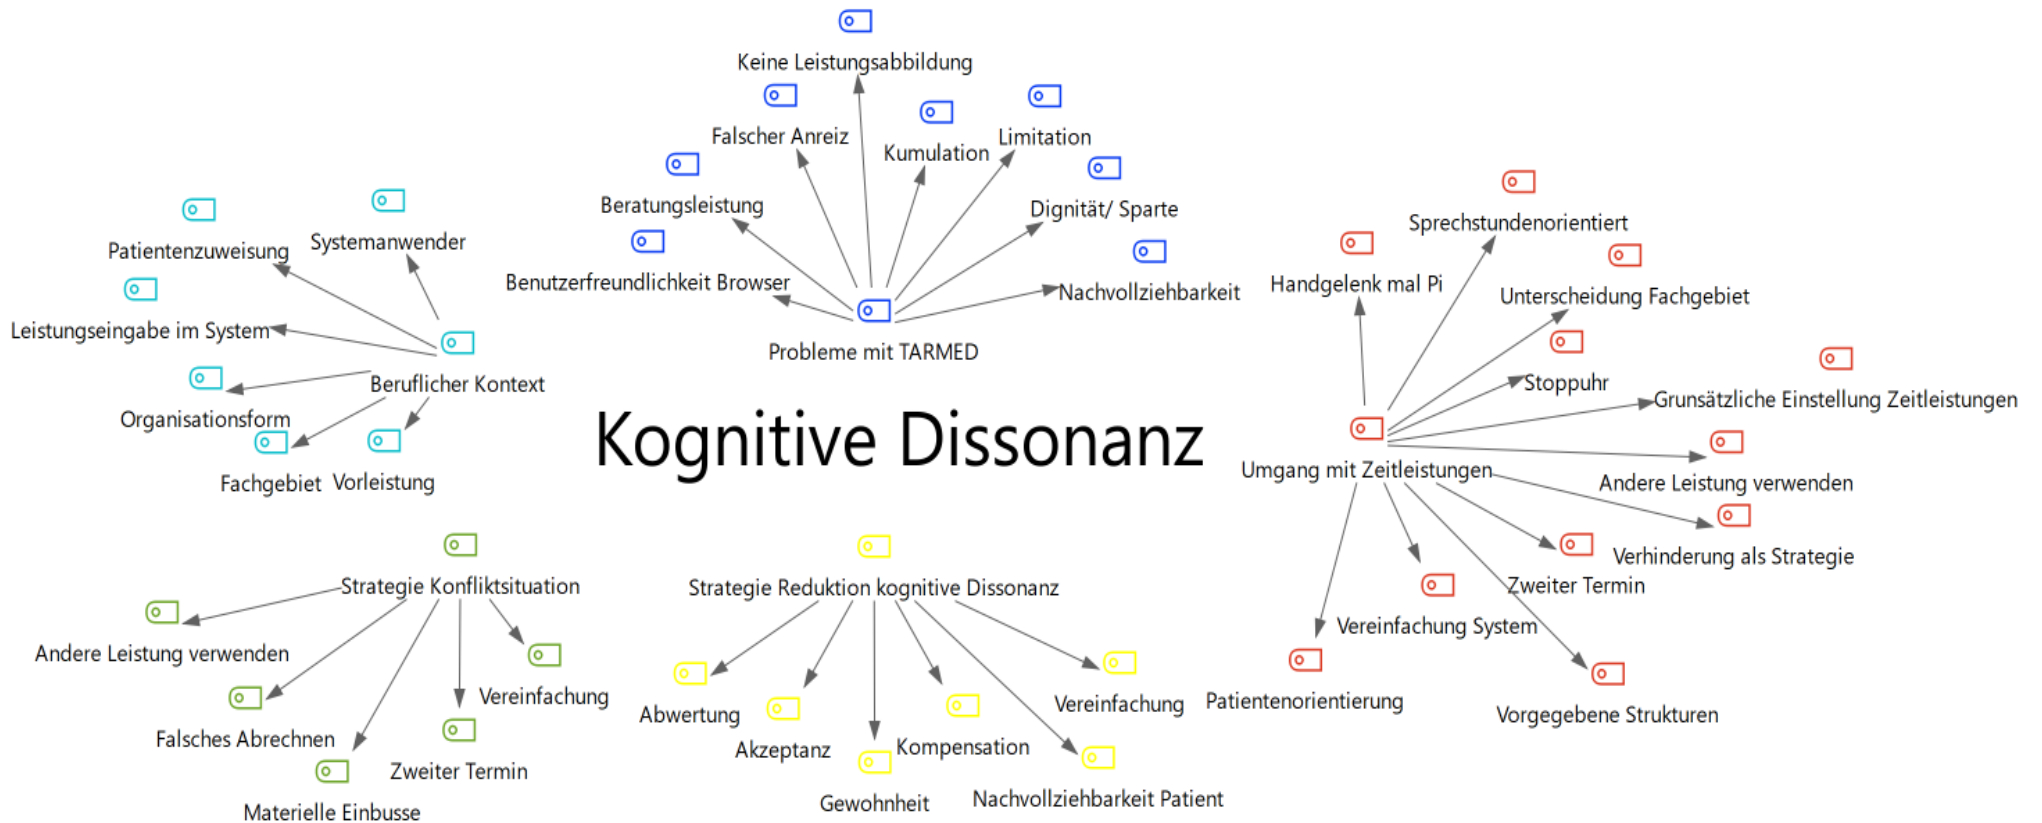 Keine Leistungsabbildung
Falscher Anreiz
Kumulation
Limitation
Beratungsleistung
Dignität/ Sparte
Benutzerfreundlichkeit Browser
Nachvollziehbarkeit
Probleme mit TARMED
Patientenzuweisung
Systemanwender
Leistungseingabe im System
Beruflicher Kontext
Organisationsform
Fachgebiet
Vorleistung
Kognitive Dissonanz
Sprechstundenorientiert
Handgelenk mal Pi
Unterscheidung Fachgebiet
Stoppuhr
Grunsätzliche Einstellung Zeitleistungen
Umgang mit Zeitleistungen
Andere Leistung verwenden
Verhinderung als Strategie
Zweiter Termin
Vereinfachung System
Patientenorientierung
Vorgegebene Strukturen
Strategie Konfliktsituation
Andere Leistung verwenden
Vereinfachung
Falsches Abrechnen
Zweiter Termin
Materielle Einbusse
Strategie Reduktion kognitive Dissonanz
Abwertung
Vereinfachung
Akzeptanz
Kompensation
Gewohnheit
Nachvollziehbarkeit Patient